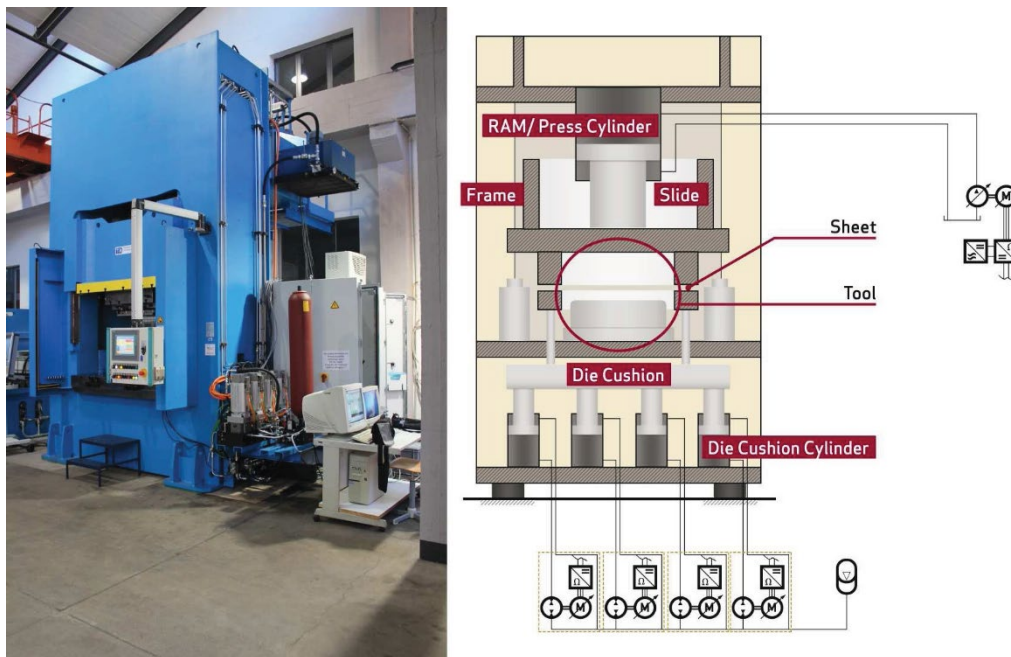 RAM/ Press Cylinder
Frame
Slide
Sheet
Tool
Die Cushion
Die Cushion Cylinder
M
Ω
Ω
Ω
Ω
Ω
M
M
M
M